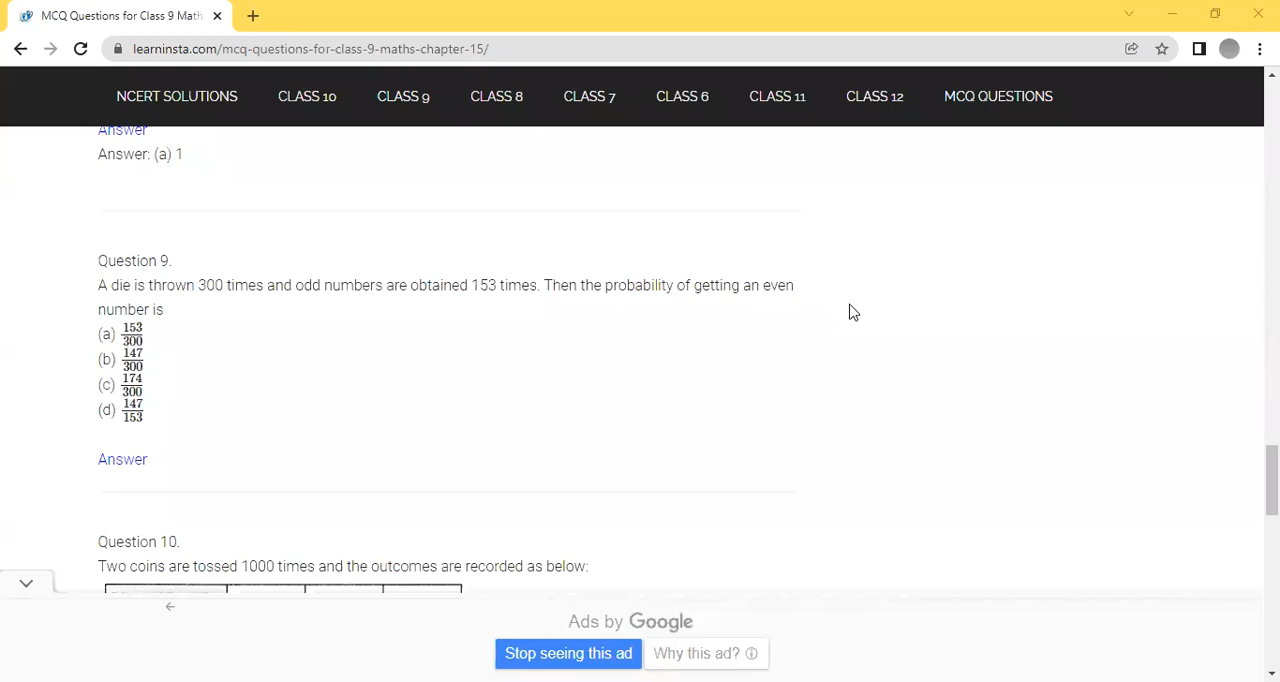 MCQ Questions for Class 9 Math
learninsta.com/mcq-questions-for-class-9-maths-chapter-15/
NCERT SOLUTIONS CLASS 10 CLASS 9 CLASS 8 CLASS 7 CLASS 6 CLASS 11 CLASS 12 MCQ QUESTIONS
Answer
Answer: (a) 1
Question 9.
A die is thrown 300 times and odd numbers are obtained 153 times. Then the probability of getting an even
number is
(a) 153/300
(b) 147/300
(c) 174/300
(d) 147/153
Answer
Question 10.
Two coins are tossed 1000 times and the outcomes are recorded as below:
Ads by Google
Stop seeing this ad Why this ad?